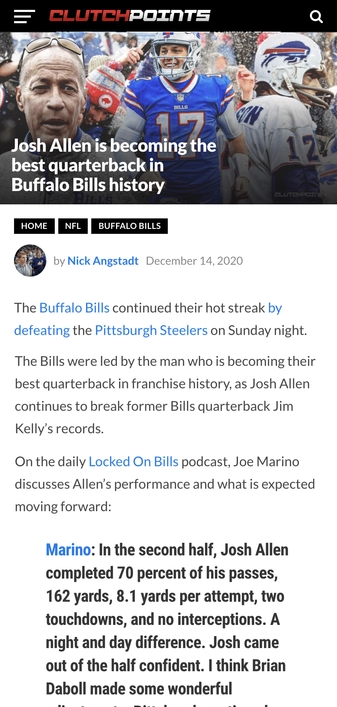 CLUTCHPOINTS
17
12
Josh Allen is becoming the
best quarterback in
Buffalo Bills history
CLUTCHPOINTS
HOME NFL BUFFALO BILLS
by Nick Angstadt December 14, 2020
The Buffalo Bills continued their hot streak by
defeating the Pittsburgh Steelers on Sunday night.
The Bills were led by the man who is becoming their
best quarterback in franchise history, as Josh Allen
continues to break former Bills quarterback Jim
Kelly’s records.
On the daily Locked On Bills podcast, Joe Marino
discusses Allen’s performance and what is expected
moving forward:
Marino: In the second half, Josh Allen
completed 70 percent of his passes,
162 yards, 8.1 yards per attempt, two
touchdowns, and no interceptions. A
night and day difference. Josh came
out of the half confident. I think Brian
Daboll made some wonderful